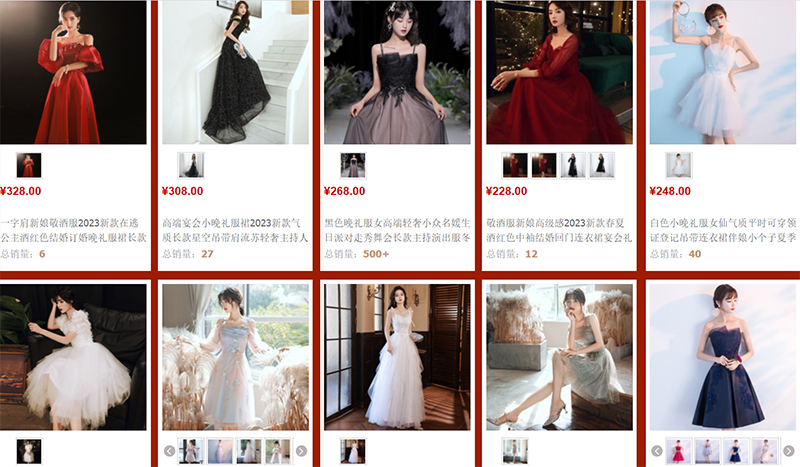 ¥328.00
一字肩新娘敬酒服2023新款在逃
公主酒红色结婚订婚晚礼服裙长款
总销量：6
¥308.00
高端宴会小晚礼服裙2023新款气
质长款星空吊带肩流苏轻奢主持人
总销量：27
¥268.00
黑色晚礼服女高端轻奢小众名媛生
日派对走秀舞会长款主持演出服冬
总销量：500+
¥228.00
敬酒服新娘高级感2023新款春夏
酒红色中袖结婚回门连衣裙宴会礼
总销量：12
¥248.00
白色小晚礼服女仙气质平时可穿领
证登记吊带连衣裙伴娘小个子夏季
总销量：40